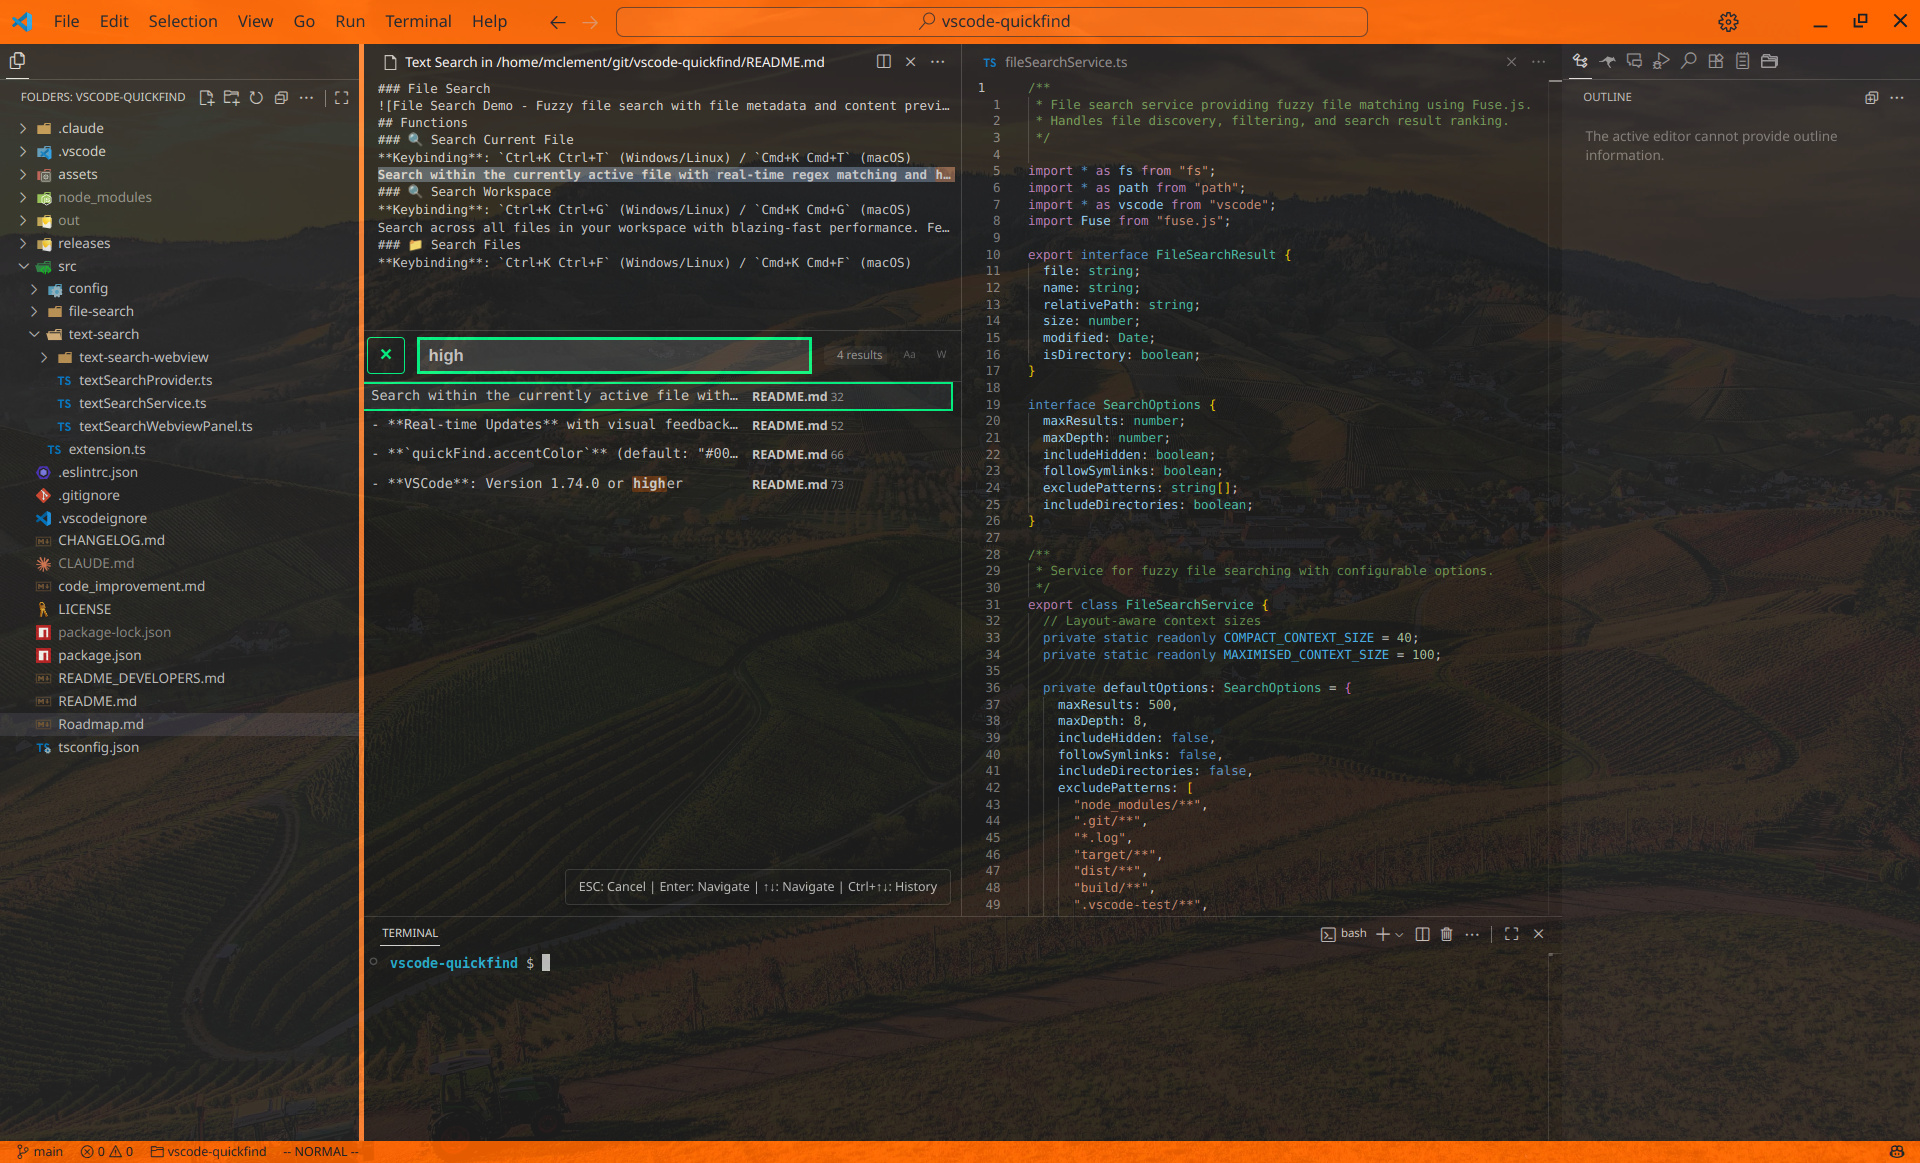 File Edit Selection View Go Run Terminal Help
vscode-quickfind
FOLDERS: VSCODE-QUICKFIND
.claude
.vscode
assets
node_modules
out
releases
src
config
file-search
text-search
text-search-webview
TS textSearchProvider.ts
TS textSearchService.ts
TS textSearchWebviewPanel.ts
TS extension.ts
.eslintrc.json
.gitignore
.vscodeignore
CHANGELOG.md
CLAUDE.md
code_improvement.md
LICENSE
package-lock.json
package.json
README_DEVELOPERS.md
README.md
Roadmap.md
TS tsconfig.json
Text Search in /home/mclement/git/vscode-quickfind/README.md
### File Search
![File Search Demo - Fuzzy file search with file metadata and content previ…
## Functions
### 🔍 Search Current File
**Keybinding**: `Ctrl+K Ctrl+T` (Windows/Linux) / `Cmd+K Cmd+T` (macOS)
Search within the currently active file with real-time regex matching and h…
### 🔍 Search Workspace
**Keybinding**: `Ctrl+K Ctrl+G` (Windows/Linux) / `Cmd+K Cmd+G` (macOS)
Search across all files in your workspace with blazing-fast performance. Fe…
### 📁 Search Files
**Keybinding**: `Ctrl+K Ctrl+F` (Windows/Linux) / `Cmd+K Cmd+F` (macOS)
high
4 results Aa W
Search within the currently active file with… README.md 32
- **Real-time Updates** with visual feedback… README.md 52
- **`quickFind.accentColor`** (default: "#00… README.md 66
- **VSCode**: Version 1.74.0 or higher README.md 73
ESC: Cancel | Enter: Navigate | ↑↓: Navigate | Ctrl+↑↓: History
TS fileSearchService.ts
1 /**
1 * File search service providing fuzzy file matching using Fuse.js.
2 * Handles file discovery, filtering, and search result ranking.
3 */
4
5 import * as fs from "fs";
6 import * as path from "path";
7 import * as vscode from "vscode";
8 import Fuse from "fuse.js";
9
10 export interface FileSearchResult {
11 file: string;
12 name: string;
13 relativePath: string;
14 size: number;
15 modified: Date;
16 isDirectory: boolean;
17 }
18
19 interface SearchOptions {
20 maxResults: number;
21 maxDepth: number;
22 includeHidden: boolean;
23 followSymlinks: boolean;
24 excludePatterns: string[];
25 includeDirectories: boolean;
26 }
27
28 /**
29 * Service for fuzzy file searching with configurable options.
30 */
31 export class FileSearchService {
32 // Layout-aware context sizes
33 private static readonly COMPACT_CONTEXT_SIZE = 40;
34 private static readonly MAXIMISED_CONTEXT_SIZE = 100;
35
36 private defaultOptions: SearchOptions = {
37 maxResults: 500,
38 maxDepth: 8,
39 includeHidden: false,
40 followSymlinks: false,
41 includeDirectories: false,
42 excludePatterns: [
43 "node_modules/**",
44 ".git/**",
45 "*.log",
46 "target/**",
47 "dist/**",
48 "build/**",
49 ".vscode-test/**",
OUTLINE
The active editor cannot provide outline
information.
TERMINAL
bash
vscode-quickfind $
main 0 0 vscode-quickfind -- NORMAL --